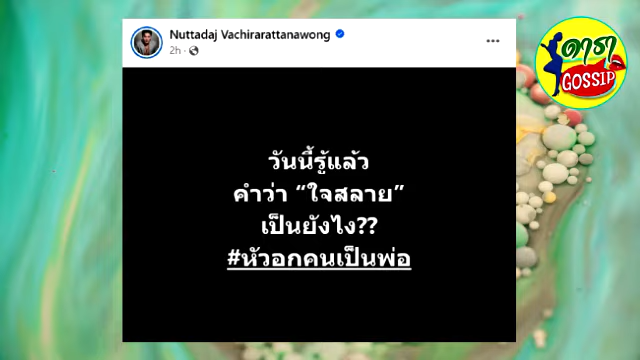 Nuttadaj Vachirarattanawong
2h
วันนี้รู้แล้ว
คำว่า “ใจสลาย”
เป็นยังไง??
#หัวอกคนเป็นพ่อ
ดารา
GOSSIP